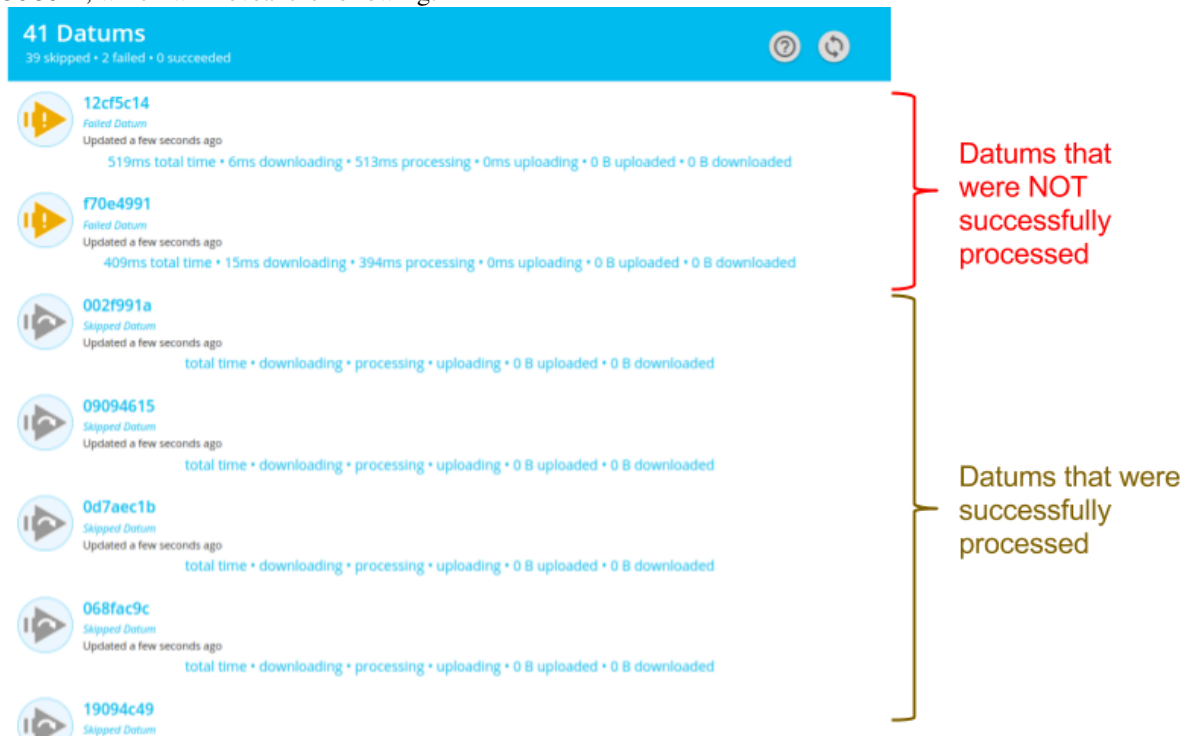 41 Datums
39 skipped • 2 failed • 0 succeeded
12cf5c14
Failed Datum
Updated a few seconds ago
519ms total time • 6ms downloading • 513ms processing • 0ms uploading • 0 B uploaded • 0 B downloaded
f70e4991
Failed Datum
Updated a few seconds ago
409ms total time • 15ms downloading • 394ms processing • 0ms uploading • 0 B uploaded • 0 B downloaded
Datums that
were NOT
successfully
processed
002f991a
Skipped Datum
Updated a few seconds ago
total time • downloading • processing • uploading • 0 B uploaded • 0 B downloaded
09094615
Skipped Datum
Updated a few seconds ago
total time • downloading • processing • uploading • 0 B uploaded • 0 B downloaded
0d7aec1b
Skipped Datum
Updated a few seconds ago
total time • downloading • processing • uploading • 0 B uploaded • 0 B downloaded
068fac9c
Skipped Datum
Updated a few seconds ago
total time • downloading • processing • uploading • 0 B uploaded • 0 B downloaded
19094c49
Skipped Datum
Datums that were
successfully
processed